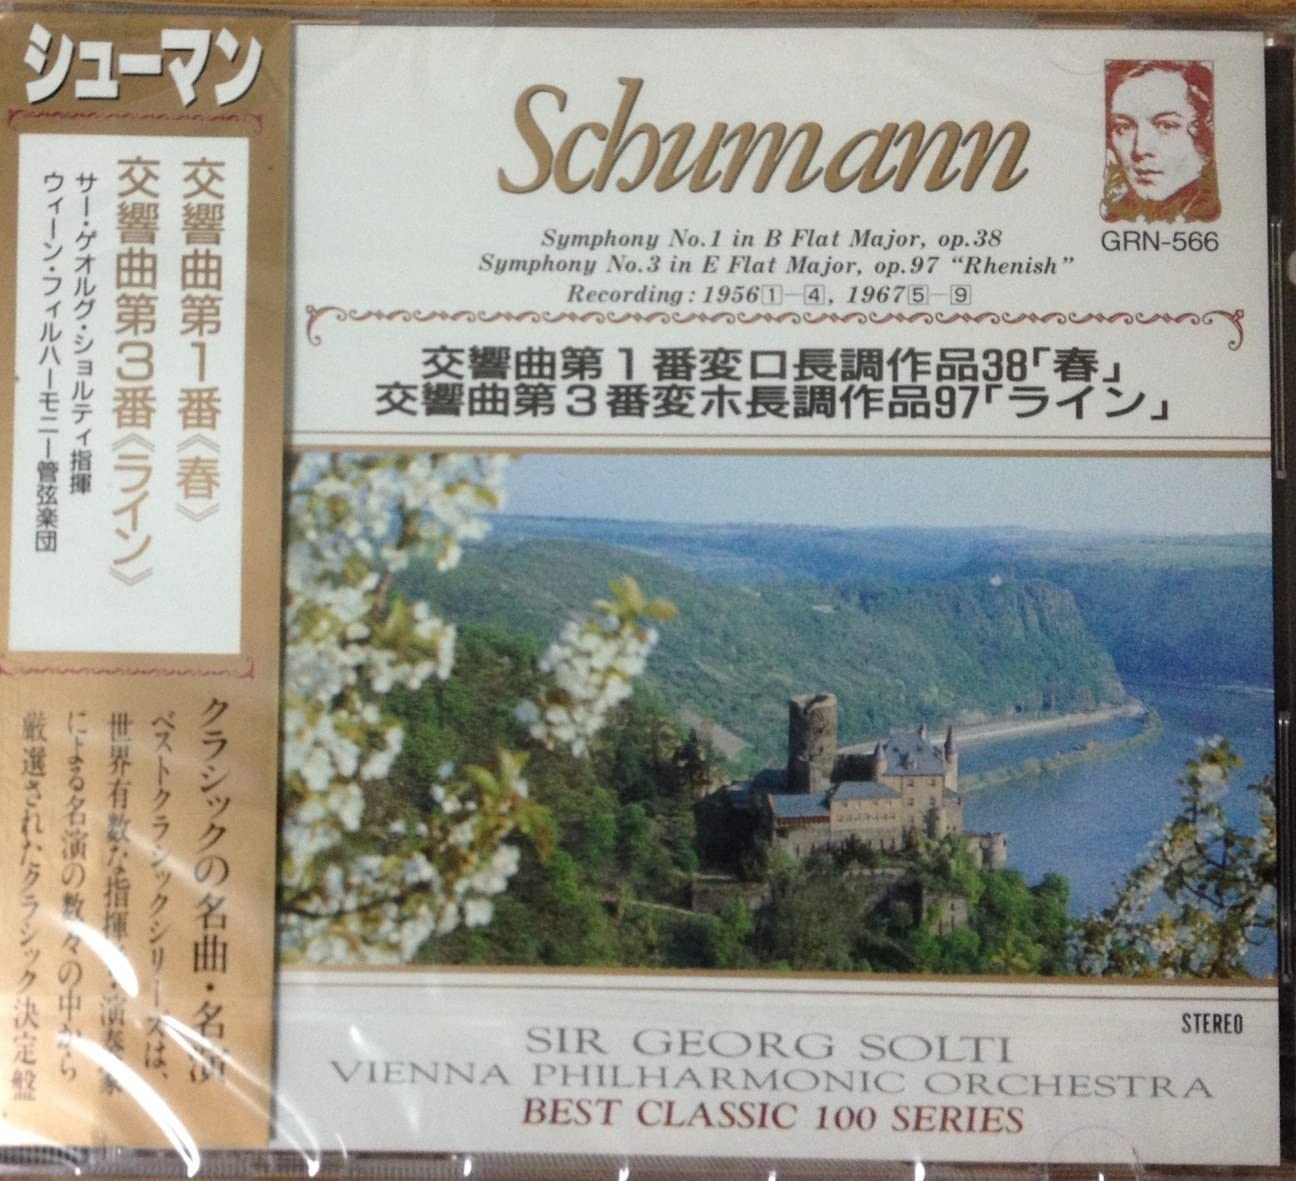 シューマン
交響曲第1番《春》
交響曲第3番《ライン》
サー・ゲオルグ・ショルティ指揮
ウィーン・フィルハーモニー管弦楽団
クラシックの名曲・名演
ベストクラシックシリーズは、
世界有数な指揮者・演奏家
による名演の数々の中から
厳選されたクラシック決定盤
Schumann
GRN-566
Symphony No.1 in B Flat Major, op.38
Symphony No.3 in E Flat Major, op.97 “Rhenish”
Recording: 1956 1–4, 1967 5–9
交響曲第1番変ロ長調作品38「春」
交響曲第3番変ホ長調作品97「ライン」
STEREO
SIR GEORG SOLTI
VIENNA PHILHARMONIC ORCHESTRA
BEST CLASSIC 100 SERIES